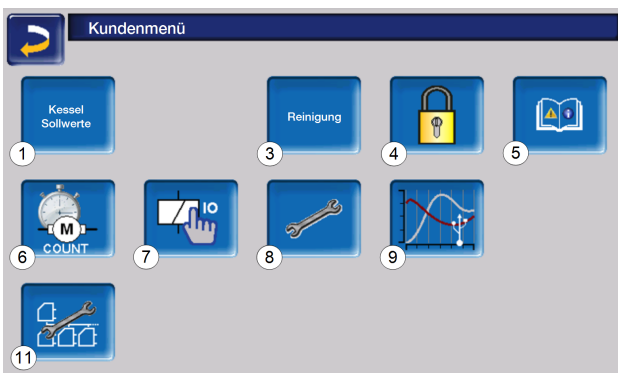 Kundenmenü
Kessel
Sollwerte
Reinigung
1
3
4
5
IO
M
COUNT
6
7
8
9
11